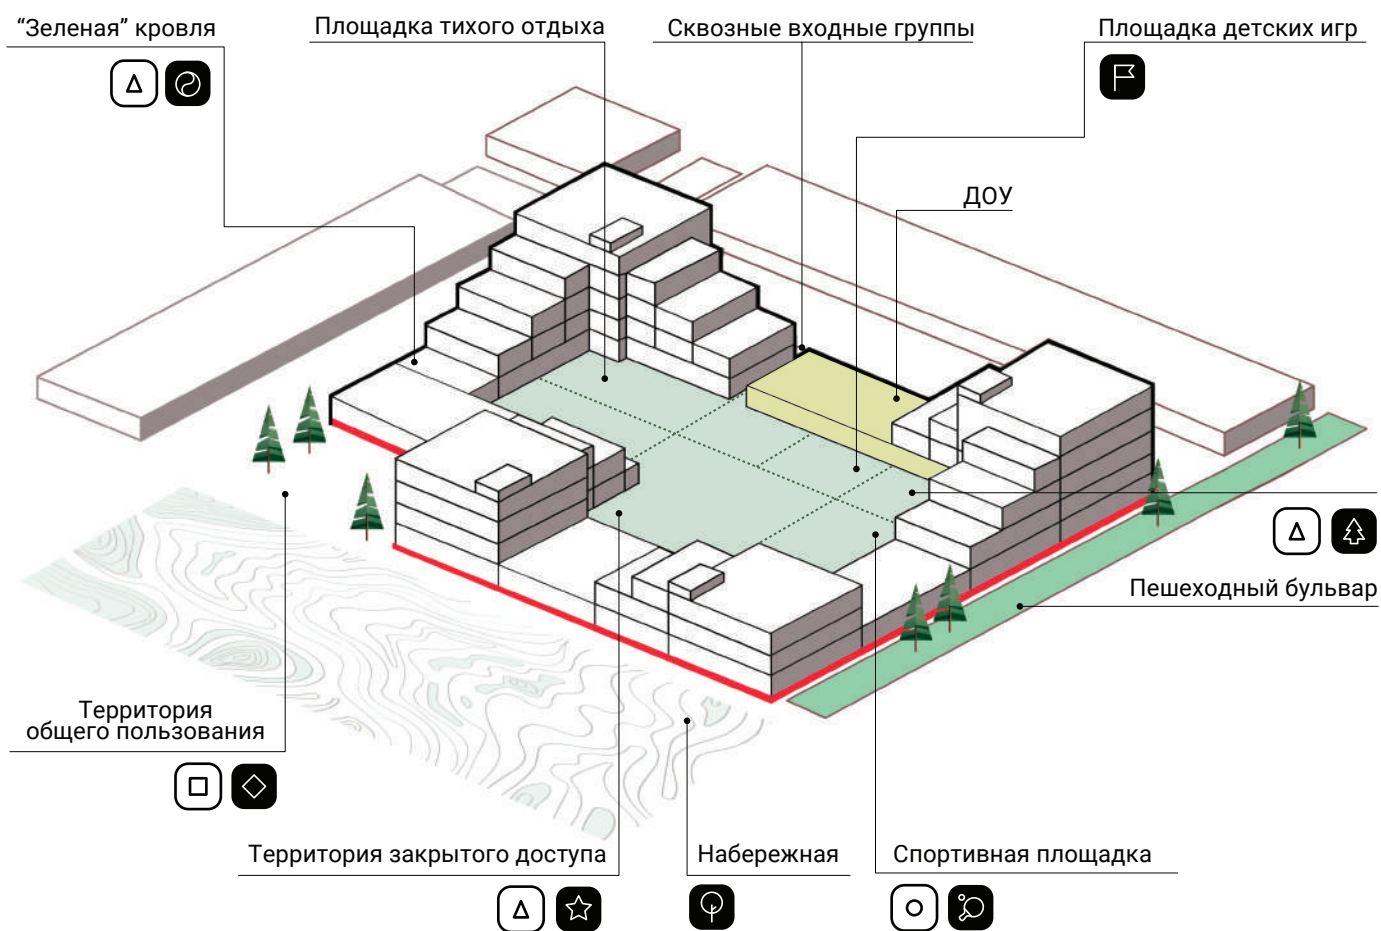 “Зеленая” кровля
Площадка тихого отдыха
Сквозные входные группы
Площадка детских игр
ДОУ
Пешеходный бульвар
Территория
общего пользования
Территория закрытого доступа
Набережная
Спортивная площадка